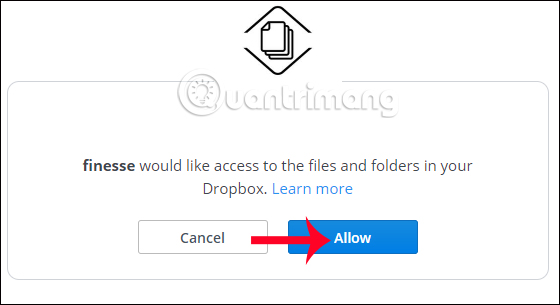 Quantrimang
finesse would like access to the files and folders in your
Dropbox. Learn more
Cancel
Allow